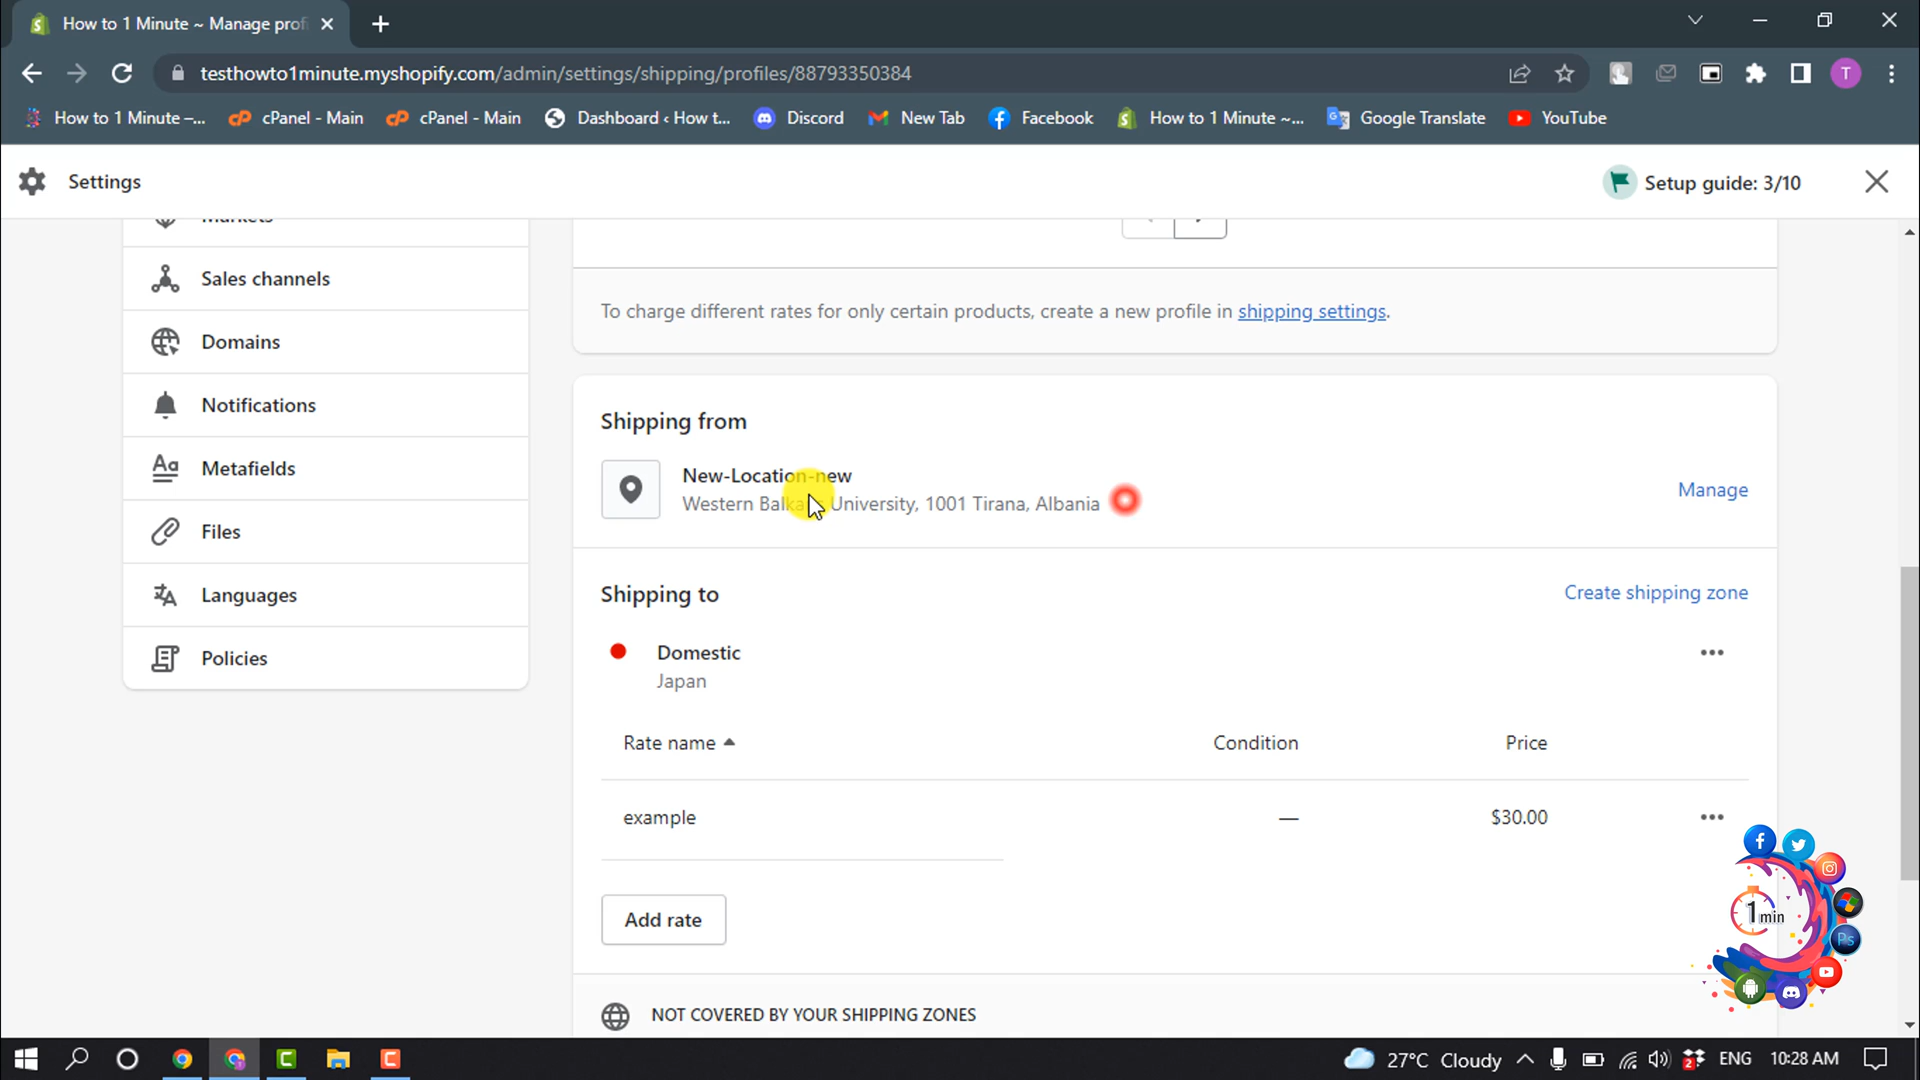 How to 1 Minute ~ Manage prof
testhowto1minute.myshopify.com/admin/settings/shipping/profiles/88793350384
T
How to 1 Minute –...
cPanel - Main
cPanel - Main
Dashboard ‹ How t...
Discord
New Tab
Facebook
How to 1 Minute ~...
Google Translate
YouTube
Settings
Setup guide: 3/10
Markets
Sales channels
Domains
Notifications
Metafields
Files
Languages
Policies
To charge different rates for only certain products, create a new profile in shipping settings.
Shipping from
New-Location-new
Western Balkans University, 1001 Tirana, Albania
Manage
Shipping to
Create shipping zone
Domestic
Japan
Rate name
Condition
Price
example
—
$30.00
Add rate
NOT COVERED BY YOUR SHIPPING ZONES
1 min
Ps
27°C Cloudy
ENG
10:28 AM